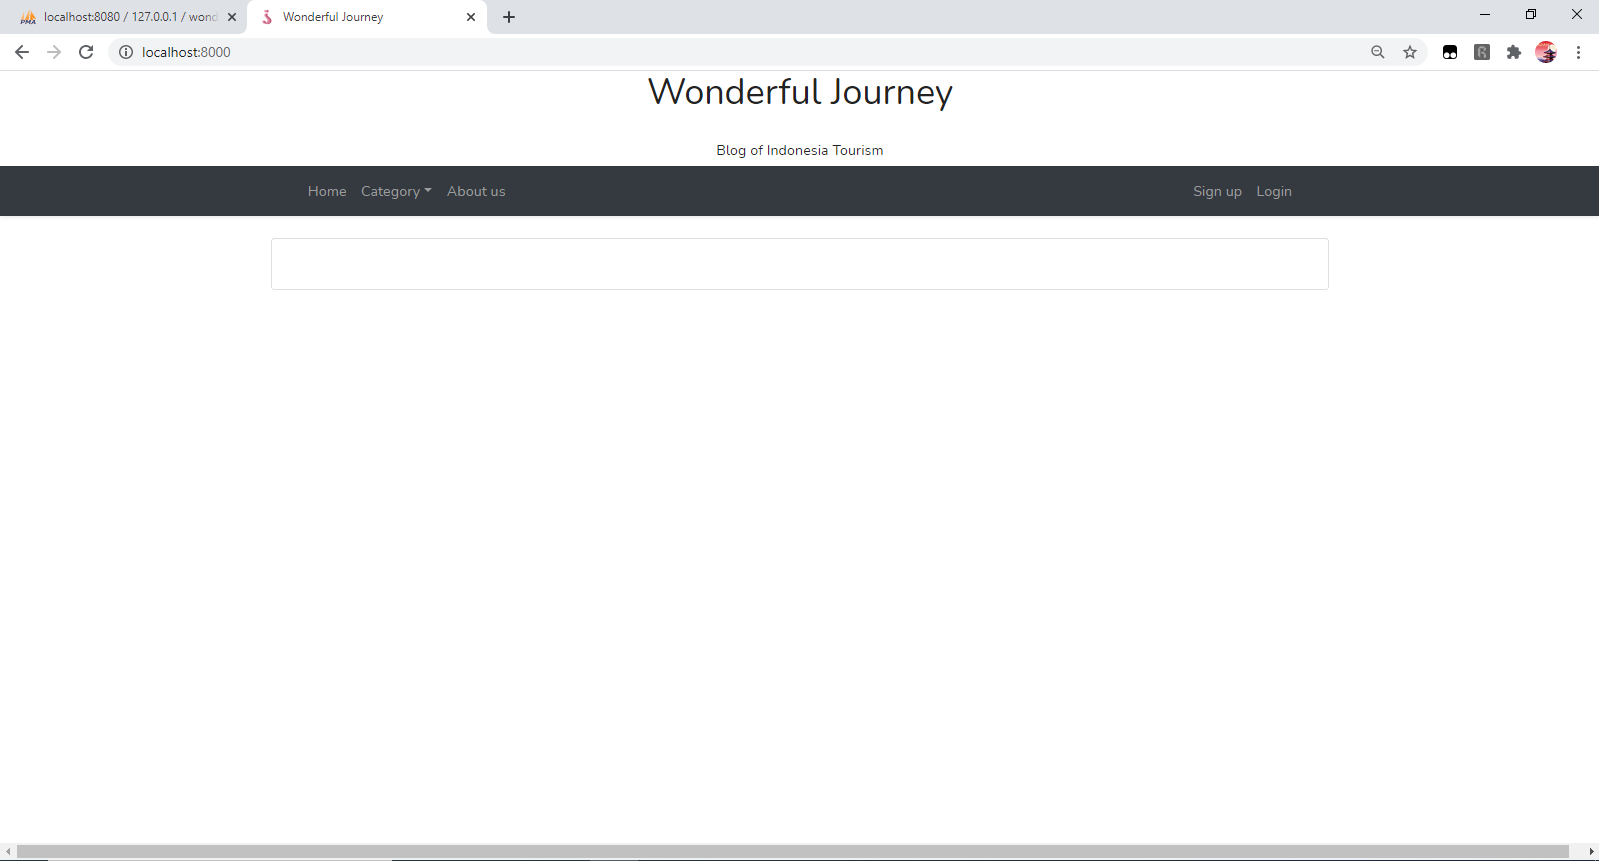 localhost:8080 / 127.0.0.1 / wond
Wonderful Journey
localhost:8000
Wonderful Journey
Blog of Indonesia Tourism
Home Category About us Sign up Login